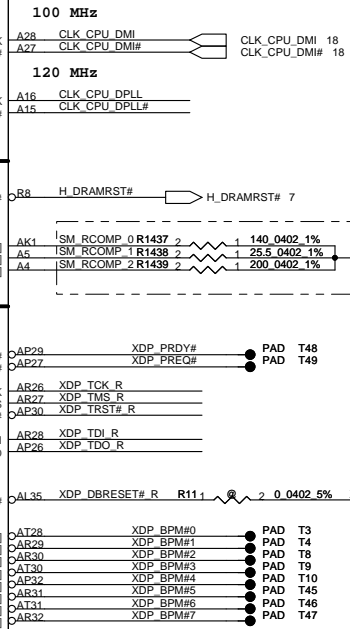 100 MHz
A28 CLK_CPU_DMI CLK_CPU_DMI 18
A27 CLK_CPU_DMI# CLK_CPU_DMI# 18
120 MHz
A16 CLK_CPU_DPLL
A15 CLK_CPU_DPLL#
R8 H_DRAMRST# H_DRAMRST# 7
AK1 SM_RCOMP_0 R1437 2 1 140_0402_1%
A5 SM_RCOMP_1 R1438 2 1 25.5_0402_1%
A4 SM_RCOMP_2 R1439 2 1 200_0402_1%
AP29 XDP_PRDY# PAD T48
AP27 XDP_PREQ# PAD T49
AR26 XDP_TCK_R
AR27 XDP_TMS_R
AP30 XDP_TRST#_R
AR28 XDP_TDI_R
AP26 XDP_TDO_R
AL35 XDP_DBRESET#_R R11 1 @ 2 0_0402_5%
AT28 XDP_BPM#0 PAD T3
AR29 XDP_BPM#1 PAD T4
AR30 XDP_BPM#2 PAD T8
AT30 XDP_BPM#3 PAD T9
AP32 XDP_BPM#4 PAD T10
AR31 XDP_BPM#5 PAD T45
AT31 XDP_BPM#6 PAD T46
AR32 XDP_BPM#7 PAD T47